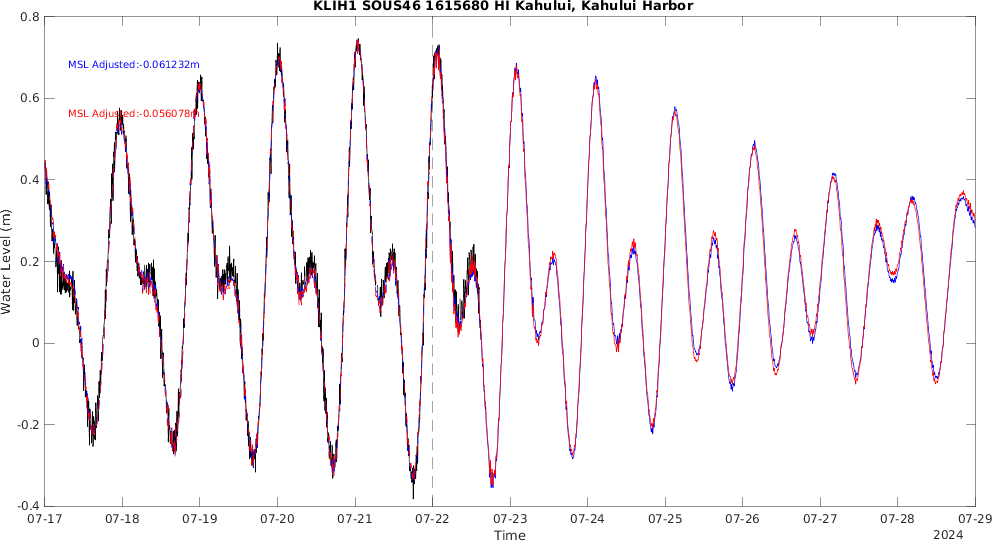 KLIH1 SOUS46 1615680 HI Kahului, Kahului Harbor
0.8
MSL Adjusted:-0.061232m
0.6
MSL Adjusted:-0.056078m
0.4
0.2
0
-0.2
-0.4
Water Level (m)
07-17 07-18 07-19 07-20 07-21 07-22 07-23 07-24 07-25 07-26 07-27 07-28 07-29
Time
2024